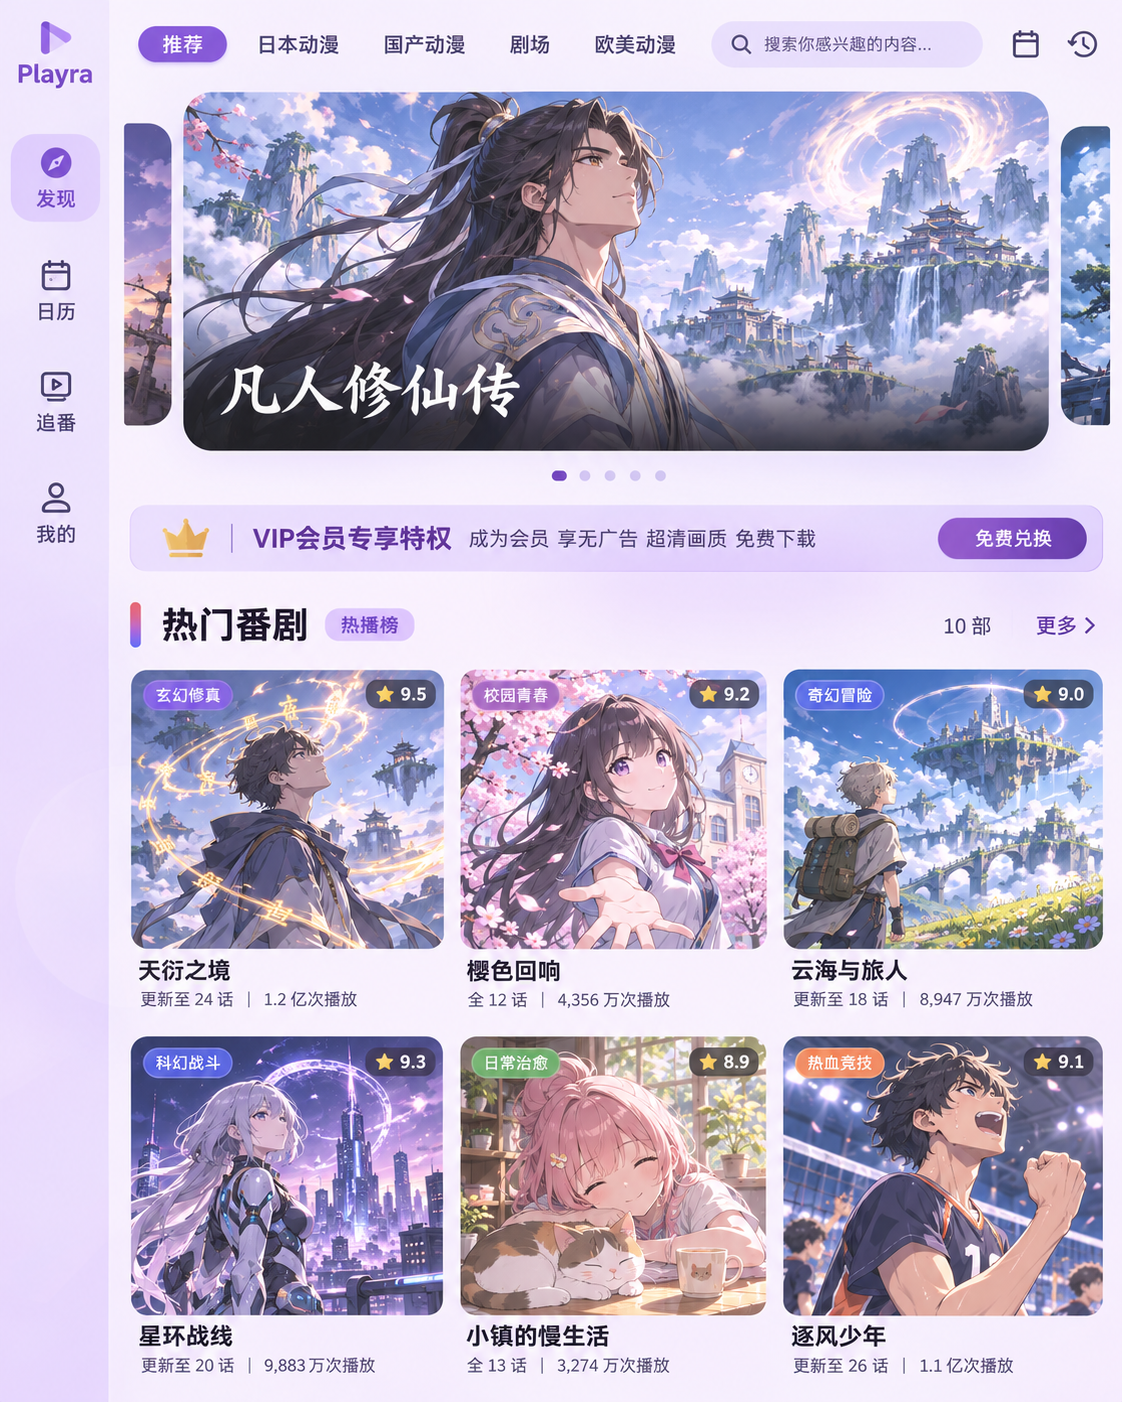 Playra
推荐 日本动漫 国产动漫 剧场 欧美动漫 搜索你感兴趣的内容...
发现
日历
追番
我的
凡人修仙传
VIP会员专享特权 成为会员 享无广告 超清画质 免费下载 免费兑换
热门番剧 热播榜 10 部 更多
玄幻修真 9.5
天衍之境
更新至 24 话 | 1.2 亿次播放
校园青春 9.2
樱色回响
全 12 话 | 4,356 万次播放
奇幻冒险 9.0
云海与旅人
更新至 18 话 | 8,947 万次播放
科幻战斗 9.3
星环战线
更新至 20 话 | 9,883 万次播放
日常治愈 8.9
小镇的慢生活
全 13 话 | 3,274 万次播放
热血竞技 9.1
逐风少年
更新至 26 话 | 1.1 亿次播放